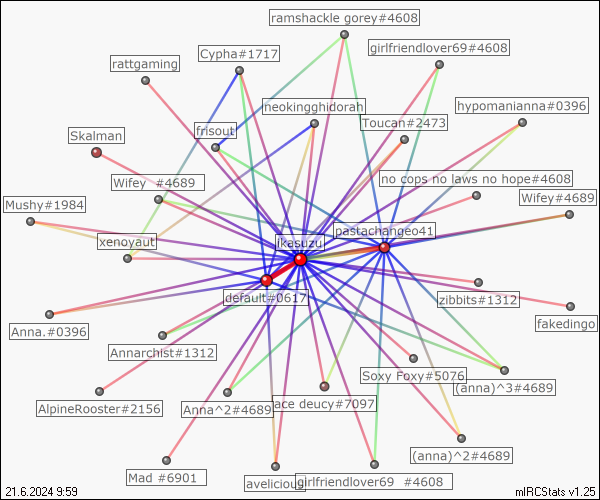 ramshackle gorey#4608
girlfriendlover69#4608
Cypha#1717
rattgaming
neokingghidorah
hypomanianna#0396
Toucan#2473
frisout
Skalman
no cops no laws no hope#4608
Wifey  #4689
Wifey#4689
Mushy#1984
pastachangeo41
xenoyaut
ikasuzu
default#0617
zibbits#1312
fakedingo
Anna.#0396
Annarchist#1312
Soxy Foxy#5076
(anna)^3#4689
AlpineRooster#2156
Anna^2#4689
ace deucy#7097
(anna)^2#4689
Mad #6901
avelicious
girlfriendlover69  #4608
21.6.2024 9:59
mIRCStats v1.25